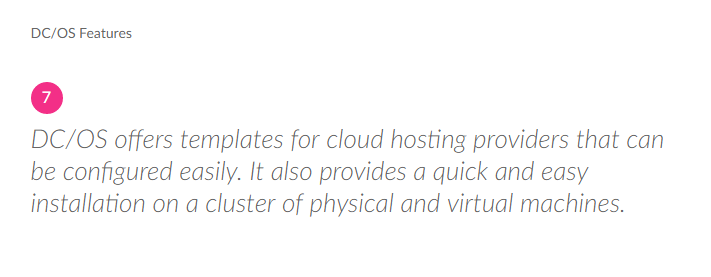 DC/OS Features
7
DC/OS offers templates for cloud hosting providers that can
be configured easily. It also provides a quick and easy
installation on a cluster of physical and virtual machines.